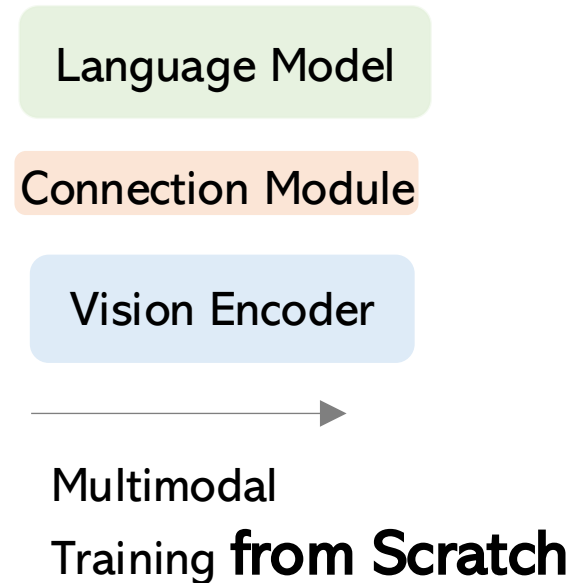 Language Model
Connection Module
Vision Encoder
Multimodal
Training from Scratch